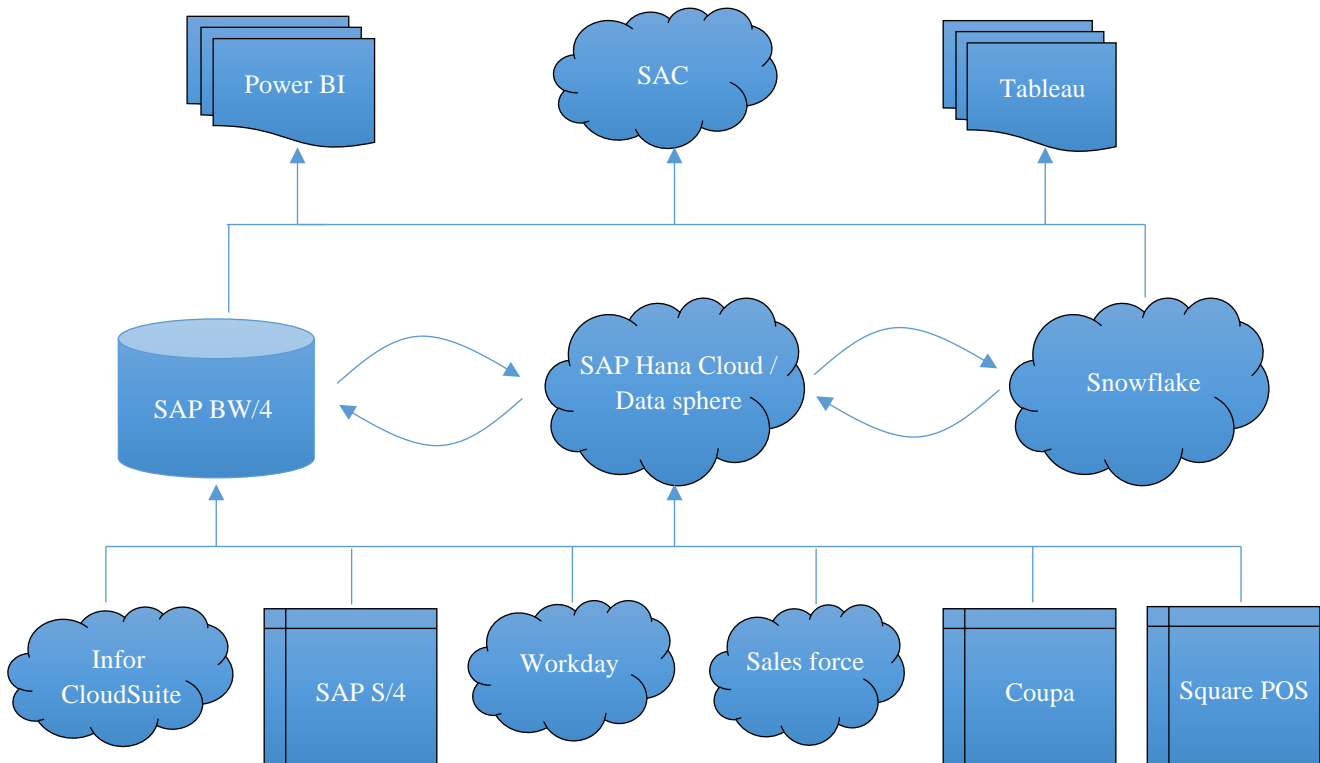 Power BI
SAC
Tableau
SAP BW/4
SAP Hana Cloud /
Data sphere
Snowflake
Infor
CloudSuite
SAP S/4
Workday
Sales force
Coupa
Square POS